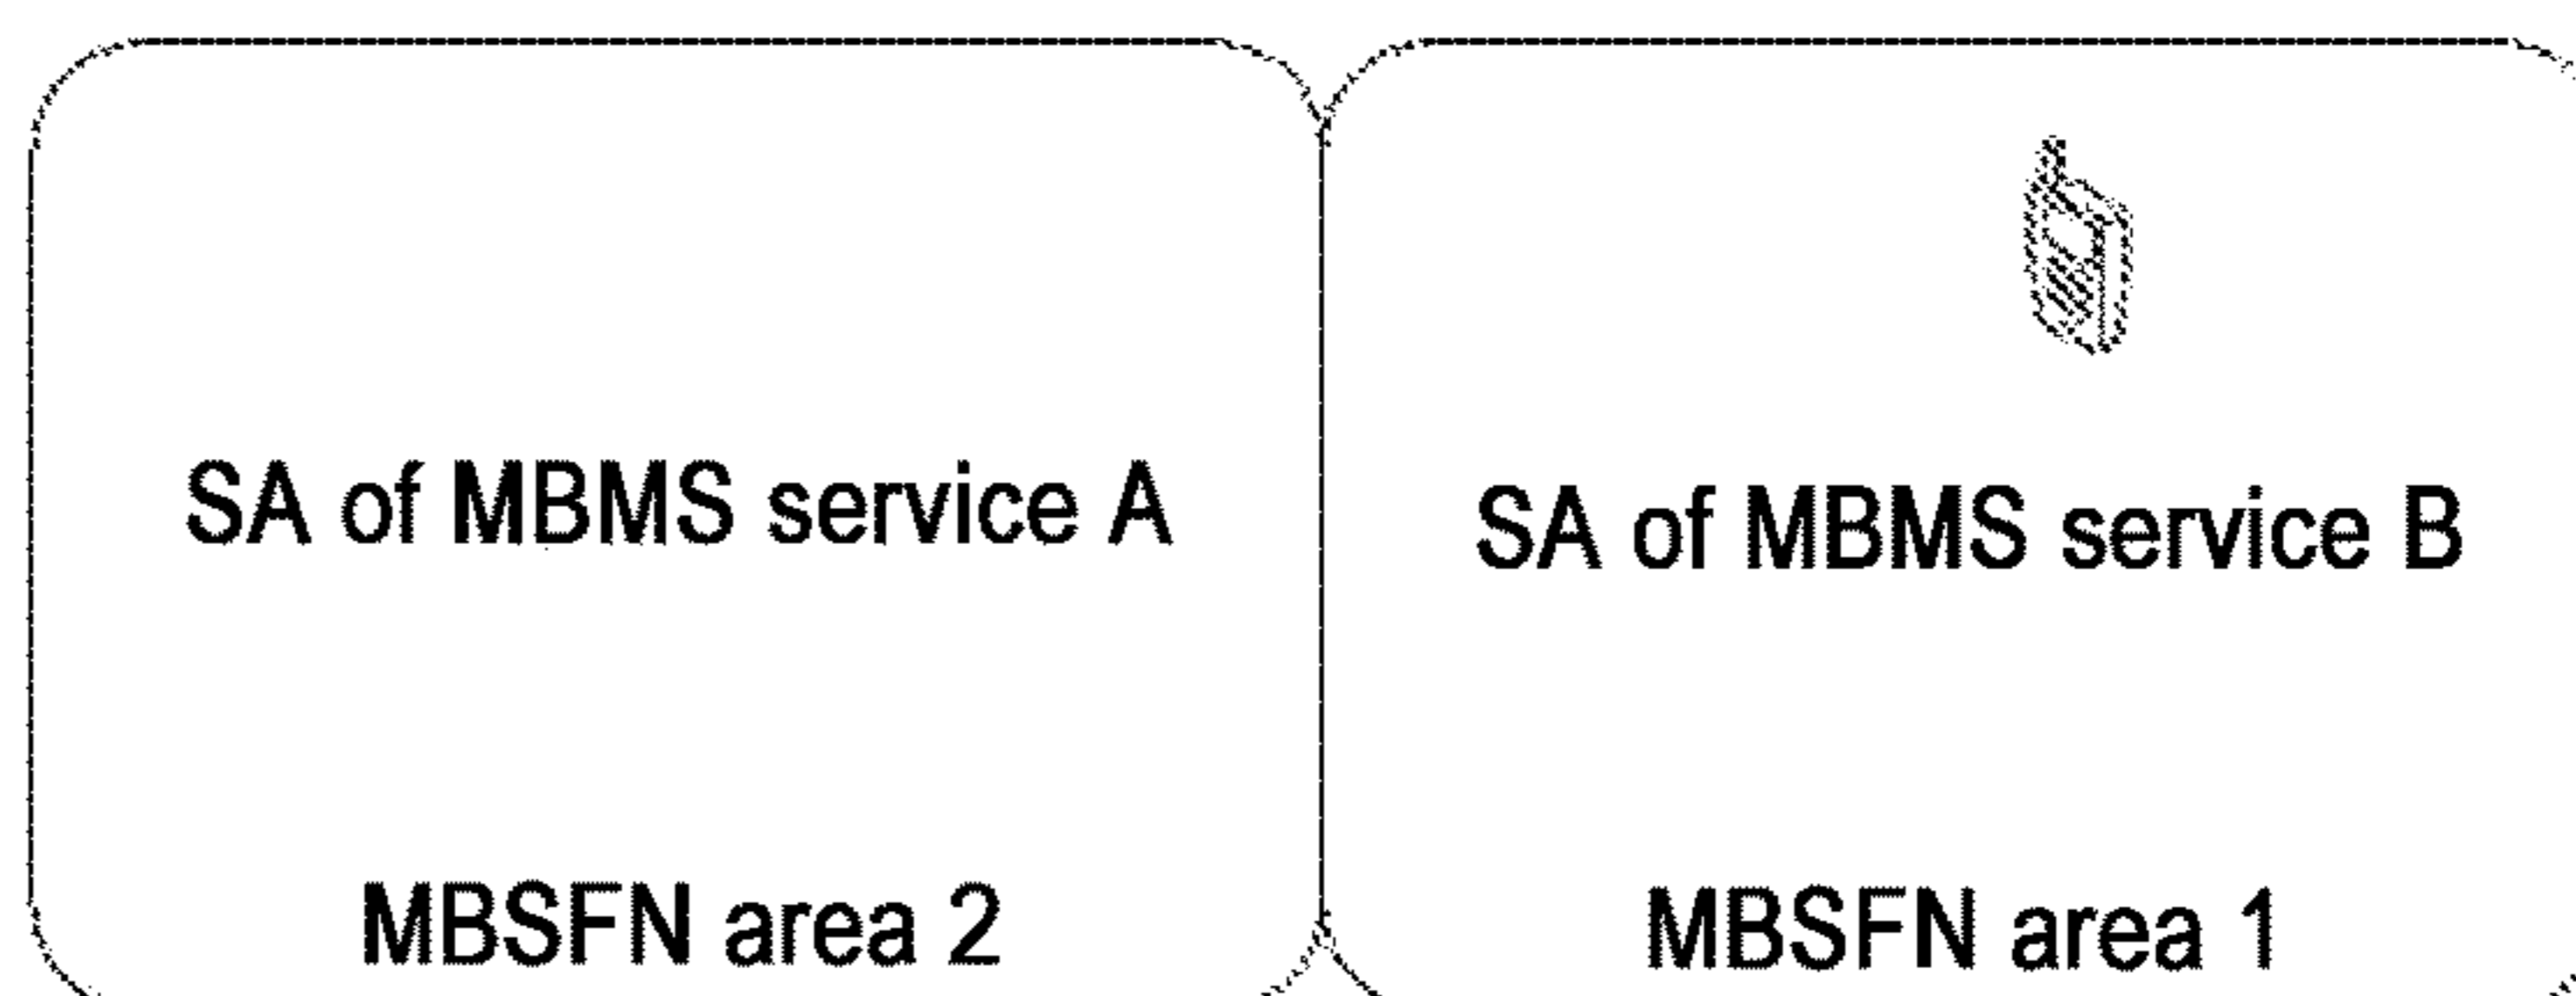 SA of MBMS service A
MBSFN area 2
SA of MBMS service B
MBSFN area 1